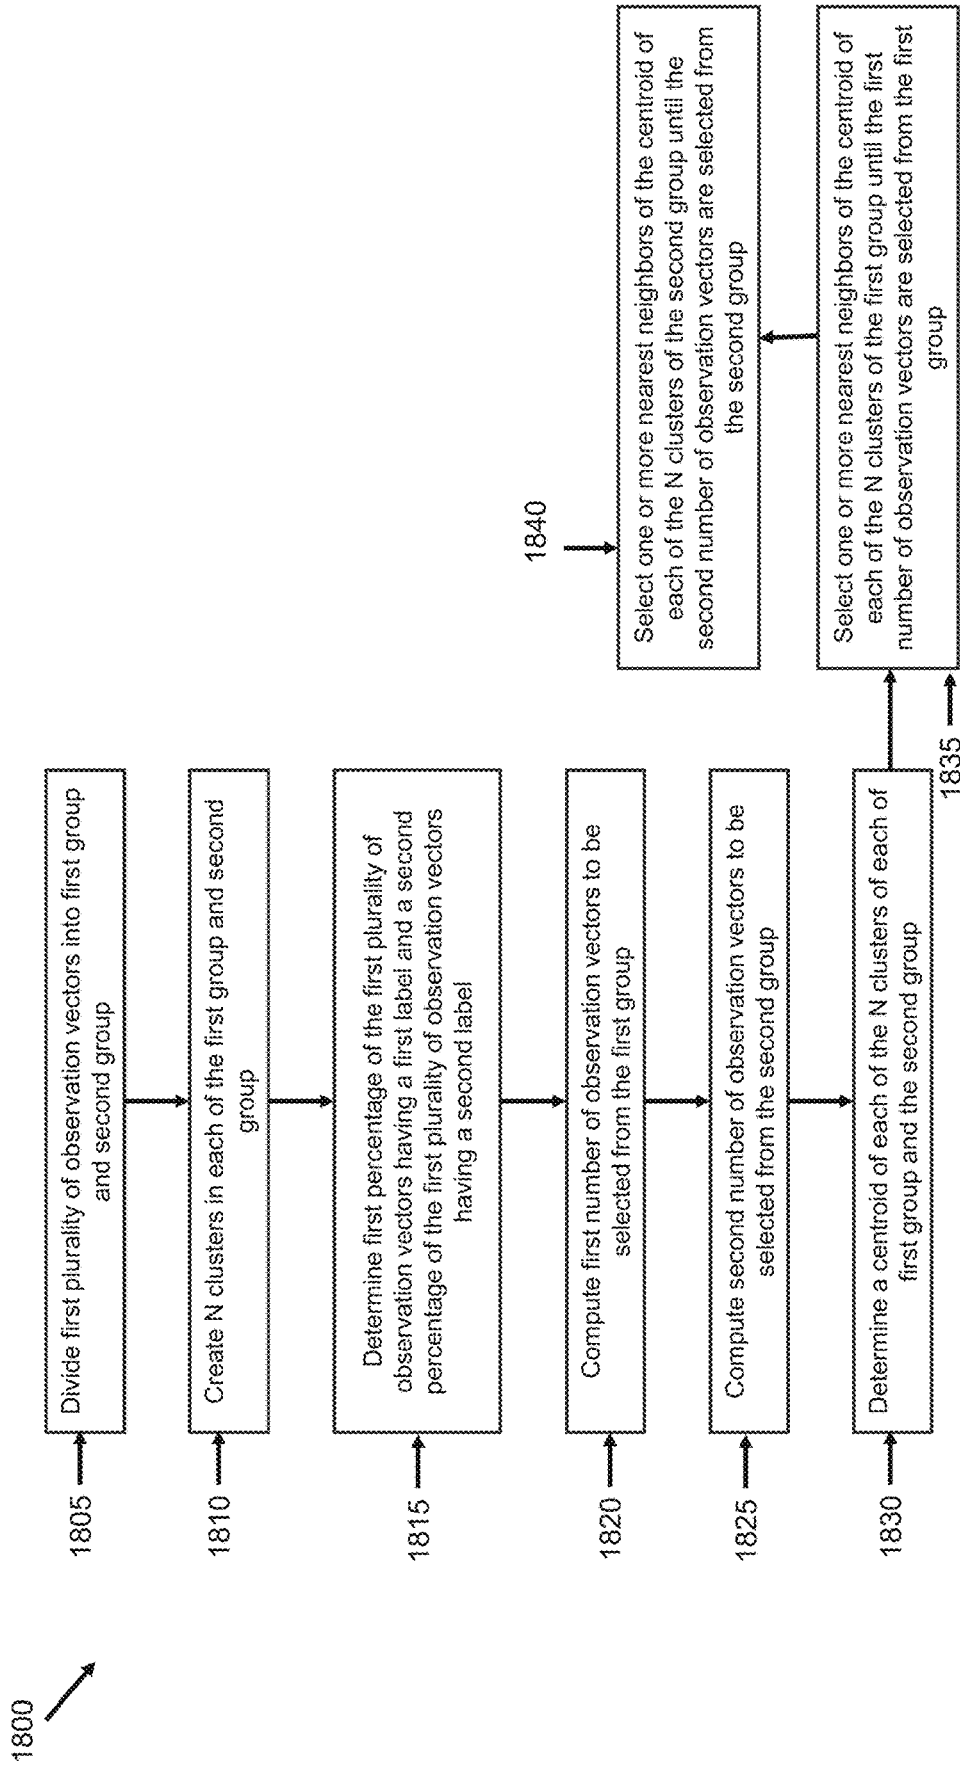 1800
1805
Divide first plurality of observation vectors into first group
and second group
1810
Create N clusters in each of the first group and second
group
1815
Determine first percentage of the first plurality of
observation vectors having a first label and a second
percentage of the first plurality of observation vectors
having a second label
1820
Compute first number of observation vectors to be
selected from the first group
1825
Compute second number of observation vectors to be
selected from the second group
1830
Determine a centroid of each of the N clusters of each of
first group and the second group
1835
Select one or more nearest neighbors of the centroid of
each of the N clusters of the first group until the first
number of observation vectors are selected from the first
group
1840
Select one or more nearest neighbors of the centroid of
each of the N clusters of the second group until the
second number of observation vectors are selected from
the second group